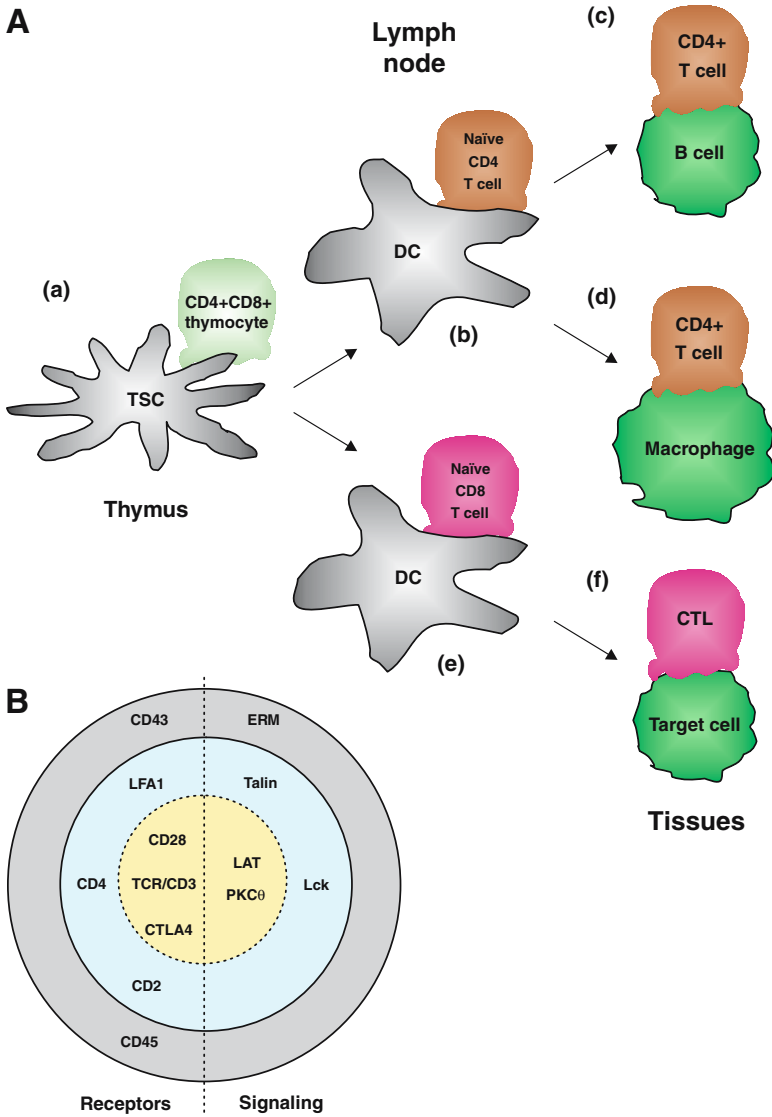 A
Lymph
node
(a)
CD4+CD8+
thymocyte
TSC
Thymus
Naïve
CD4
T cell
DC
(b)
Naïve
CD8
T cell
DC
(e)
(c)
CD4+
T cell
B cell
(d)
CD4+
T cell
Macrophage
(f)
CTL
Target cell
Tissues
B
CD43
ERM
LFA1
Talin
CD28
LAT
CD4
TCR/CD3
PKCθ
Lck
CTLA4
CD2
CD45
Receptors
Signaling